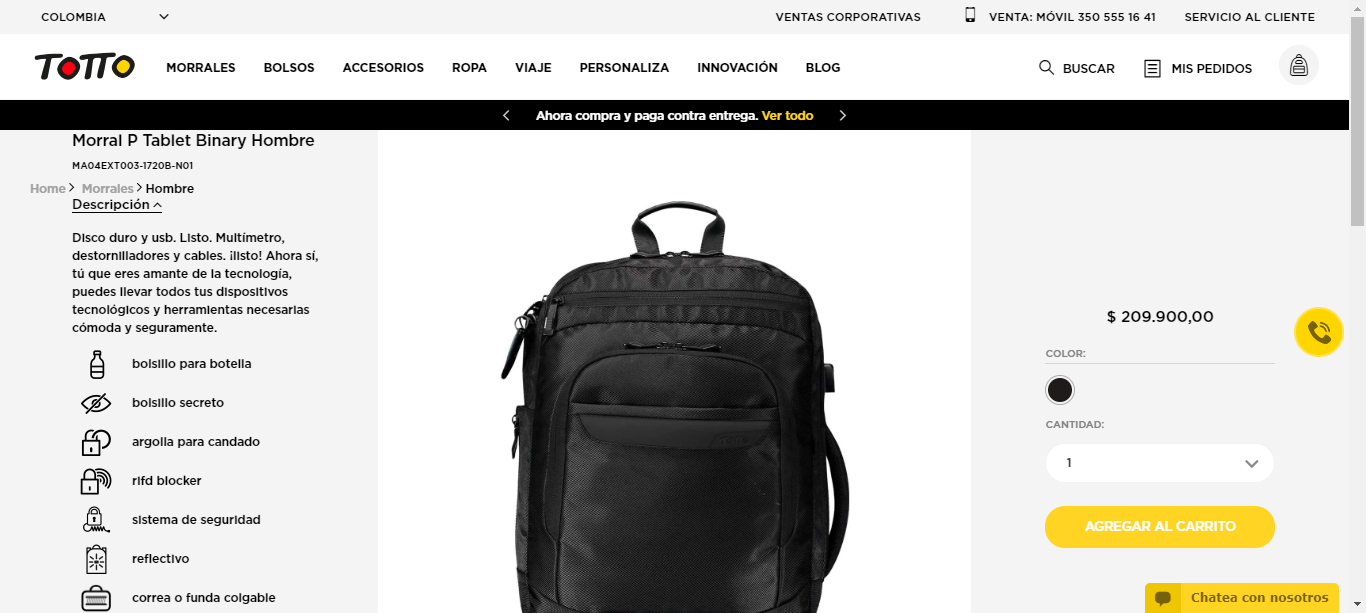 COLOMBIA
VENTAS CORPORATIVAS
VENTA: MÓVIL 350 555 16 41
SERVICIO AL CLIENTE
TOTTO
MORRALES
BOLSOS
ACCESORIOS
ROPA
VIAJE
PERSONALIZA
INNOVACIÓN
BLOG
BUSCAR
MIS PEDIDOS
Ahora compra y paga contra entrega. Ver todo
Morral P Tablet Binary Hombre
MA04EXT003-1720B-N01
Home > Morrales > Hombre
Descripción
Disco duro y usb. Listo. Multímetro,
destornilladores y cables. ¡listo! Ahora sí,
tú que eres amante de la tecnología,
puedes llevar todos tus dispositivos
tecnológicos y herramientas necesarias
cómoda y seguramente.
bolsillo para botella
bolsillo secreto
argolla para candado
rifd blocker
sistema de seguridad
reflectivo
correa o funda colgable
TOTTO
$ 209.900,00
COLOR:
CANTIDAD:
1
AGREGAR AL CARRITO
Chatea con nosotros